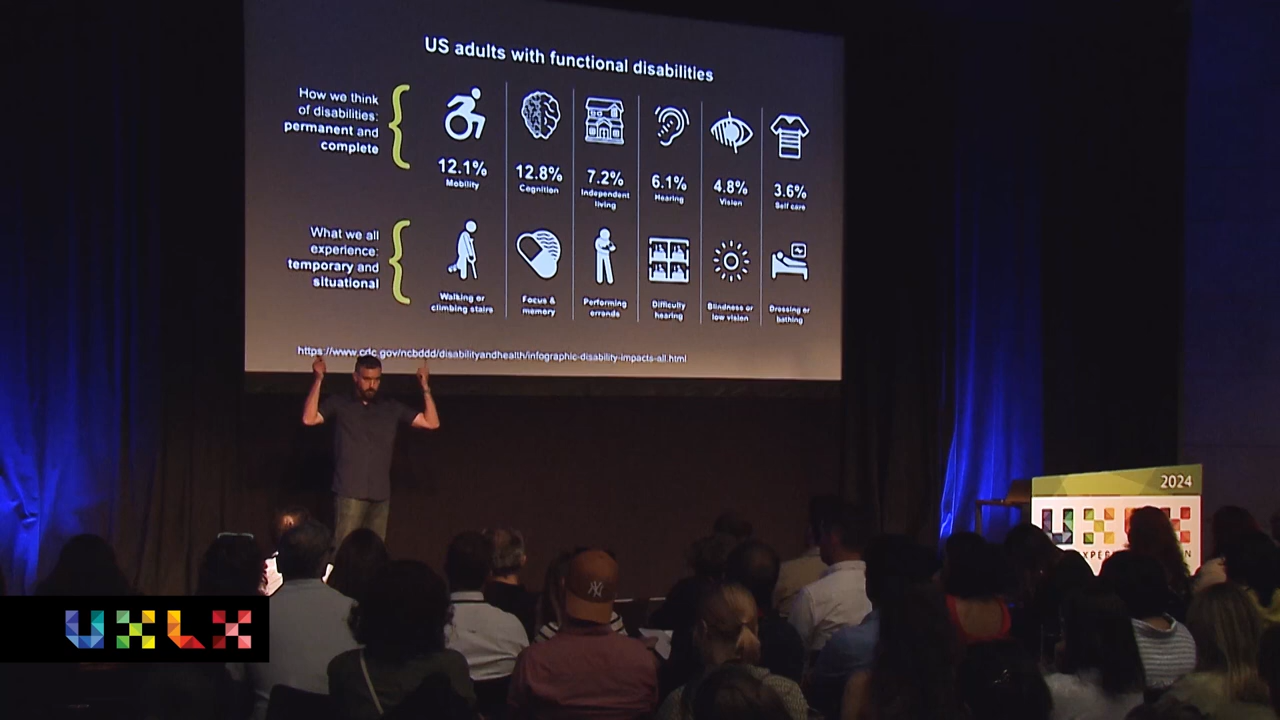 US adults with functional disabilities
How we think
of disabilities:
permanent and
complete
12.1%
Mobility
12.8%
Cognition
7.2%
Independent
living
6.1%
Hearing
4.8%
Vision
3.6%
Self care
What we all
experience:
temporary and
situational
Walking or
climbing stairs
Focus &
memory
Performing
errands
Difficulty
hearing
Blindness or
low vision
Dressing or
bathing
https://www.cdc.gov/ncbddd/disabilityandhealth/infographic-disability-impacts-all.html
2024
UXLX